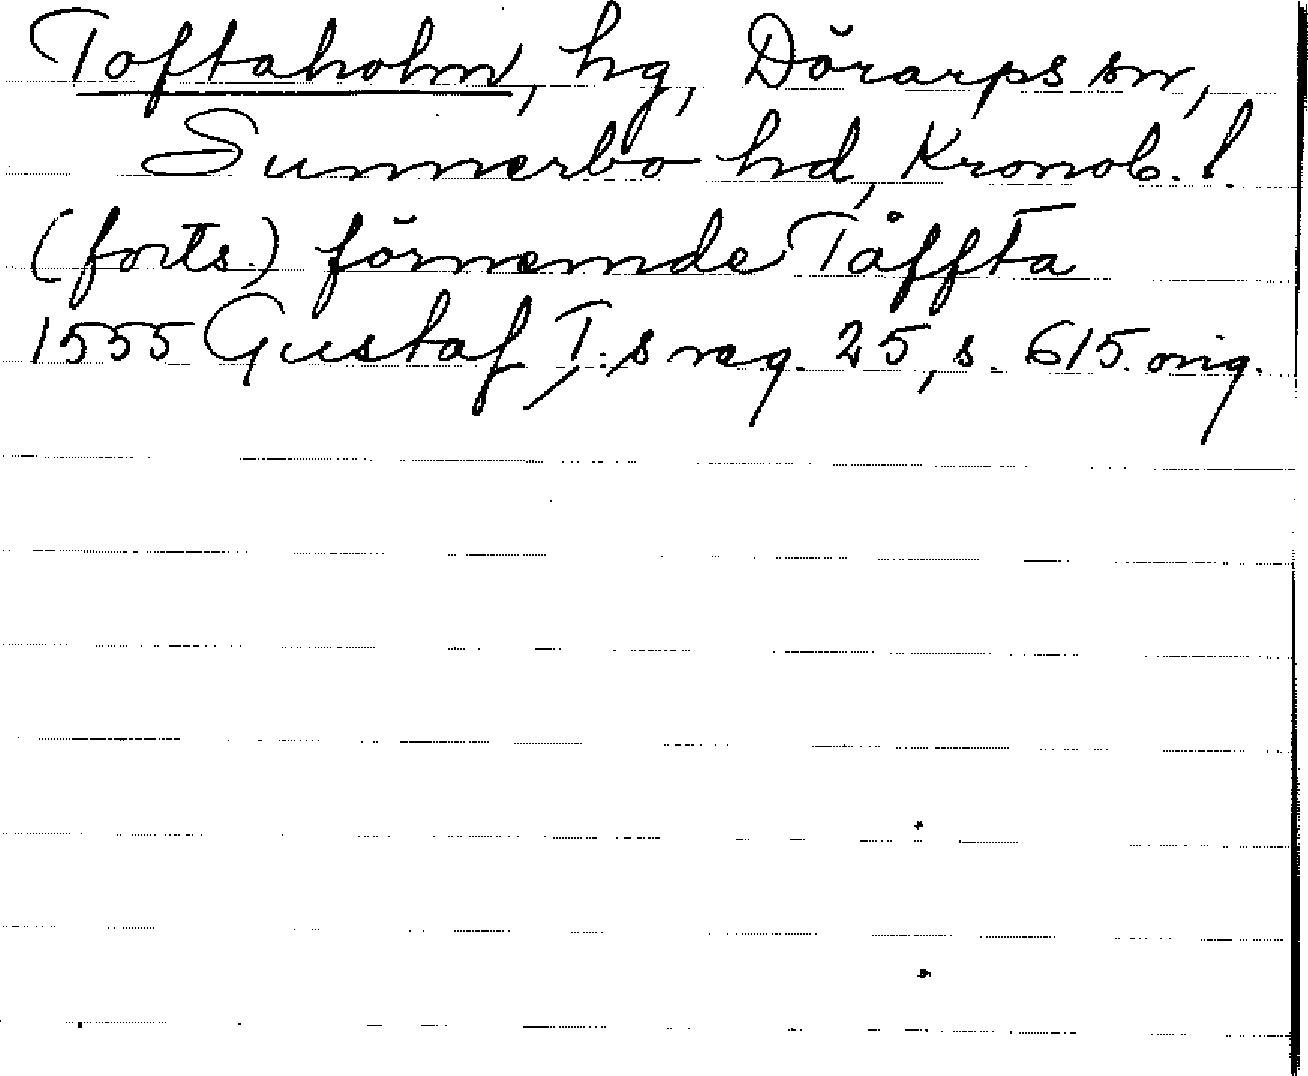 Toftaholm, hg, Dörarps sn,
Sunnerbo hd, Kronob. l.
(forts.) förnemde Tåffta
1555 Gustaf I:s reg. 25, s. 615. orig.